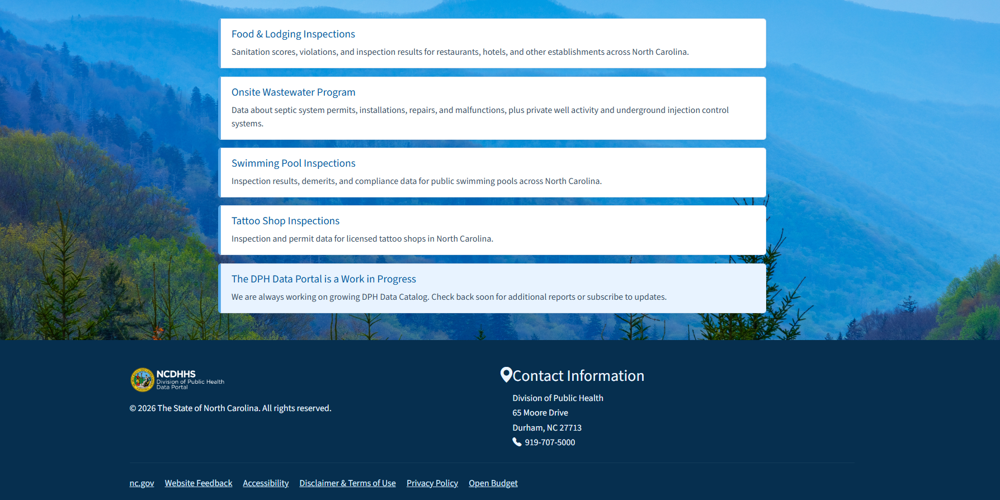 Food & Lodging Inspections
Sanitation scores, violations, and inspection results for restaurants, hotels, and other establishments across North Carolina.
Onsite Wastewater Program
Data about septic system permits, installations, repairs, and malfunctions, plus private well activity and underground injection control
systems.
Swimming Pool Inspections
Inspection results, demerits, and compliance data for public swimming pools across North Carolina.
Tattoo Shop Inspections
Inspection and permit data for licensed tattoo shops in North Carolina.
The DPH Data Portal is a Work in Progress
We are always working on growing DPH Data Catalog. Check back soon for additional reports or subscribe to updates.
NCDHHS
Division of Public Health
Data Portal
© 2026 The State of North Carolina. All rights reserved.
Contact Information
Division of Public Health
65 Moore Drive
Durham, NC 27713
919-707-5000
nc.gov Website Feedback Accessibility Disclaimer & Terms of Use Privacy Policy Open Budget